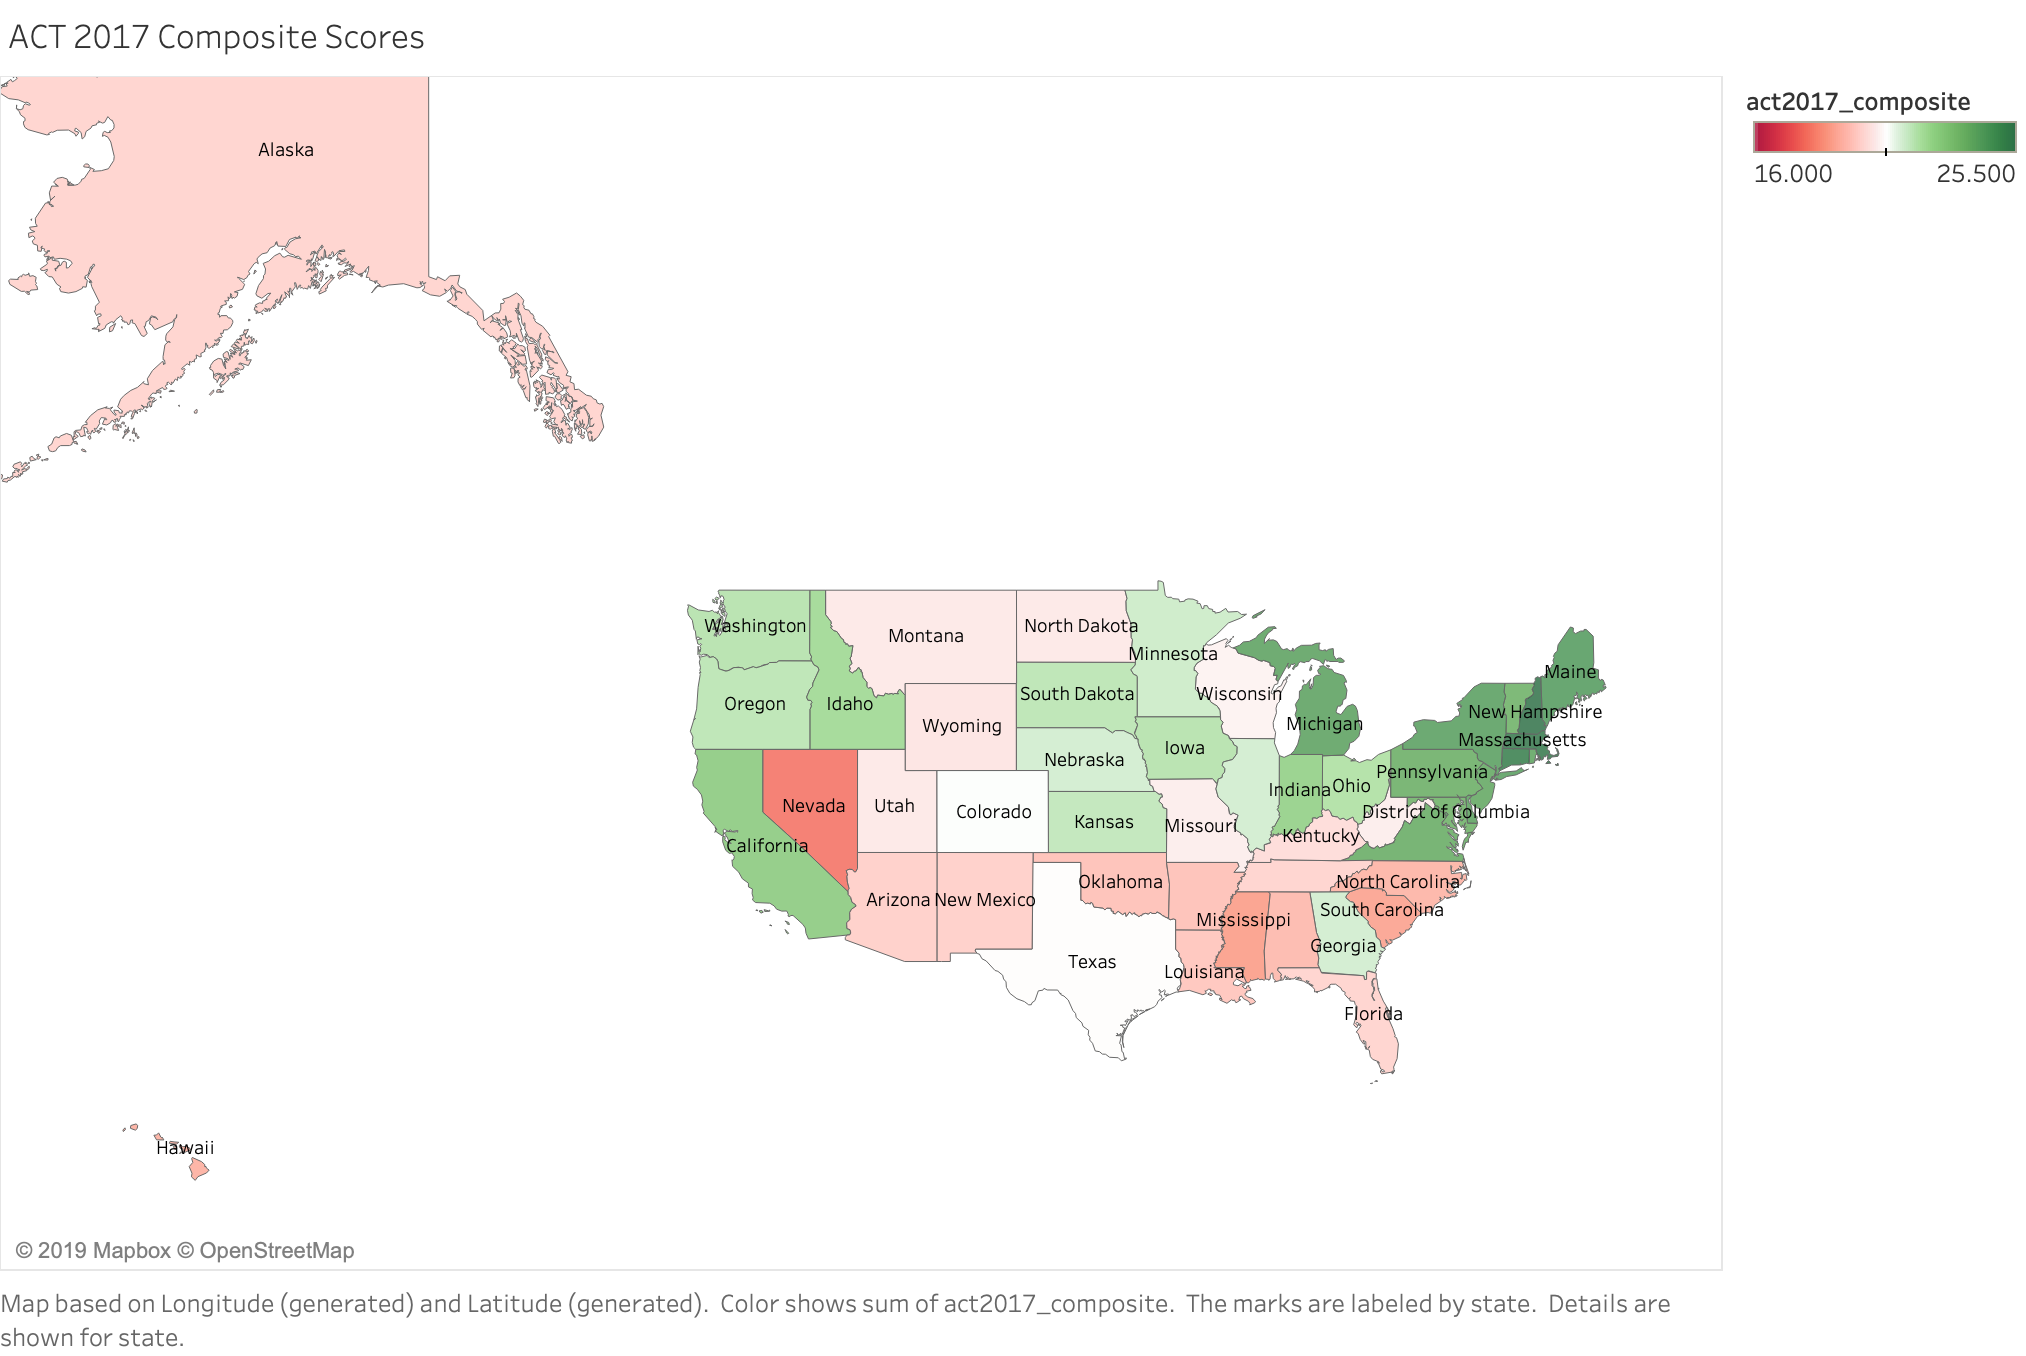 ACT 2017 Composite Scores
act2017_composite
16.000 25.500
Alaska
Washington
Montana
North Dakota
Minnesota
Maine
Oregon
Idaho
South Dakota
Wisconsin
Wyoming
Michigan
New Hampshire
Massachusetts
Iowa
Nebraska
Pennsylvania
Indiana
Ohio
Nevada
Utah
Colorado
District of Columbia
Kansas
Missouri
Kentucky
California
Oklahoma
North Carolina
Arizona
New Mexico
South Carolina
Mississippi
Georgia
Texas
Louisiana
Florida
Hawaii
© 2019 Mapbox © OpenStreetMap
Map based on Longitude (generated) and Latitude (generated).  Color shows sum of act2017_composite.  The marks are labeled by state.  Details are
shown for state.